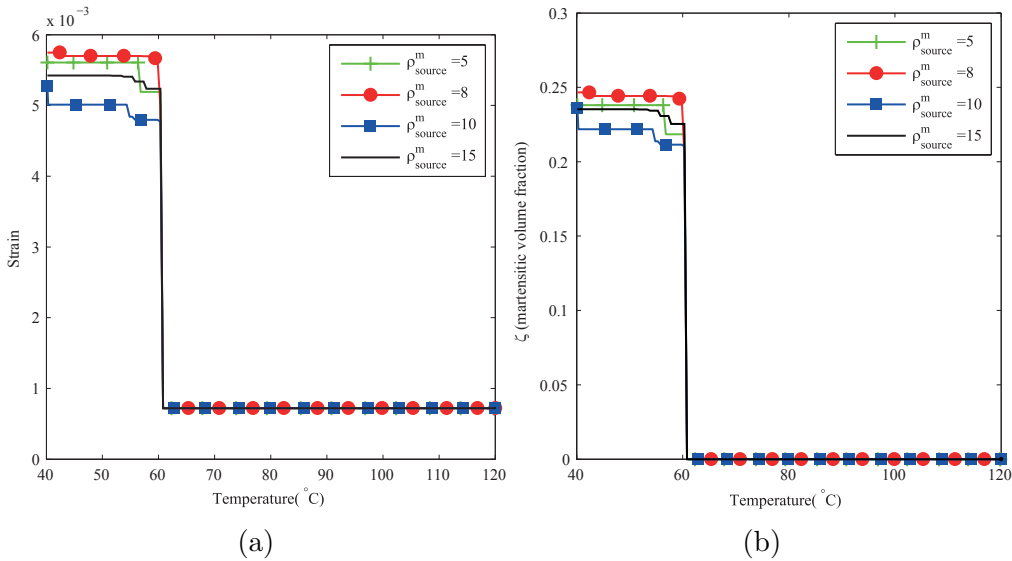 x 10⁻³
6
5
4
3
2
1
0
40 50 60 70 80 90 100 110 120
Strain
Temperature( °C)
ρ^m_source =5
ρ^m_source =8
ρ^m_source =10
ρ^m_source =15
(a)
0.3
0.25
0.2
0.15
0.1
0.05
0
40 60 80 100 120
ζ (martensitic volume fraction)
Temperature( °C)
ρ^m_source =5
ρ^m_source =8
ρ^m_source =10
ρ^m_source =15
(b)